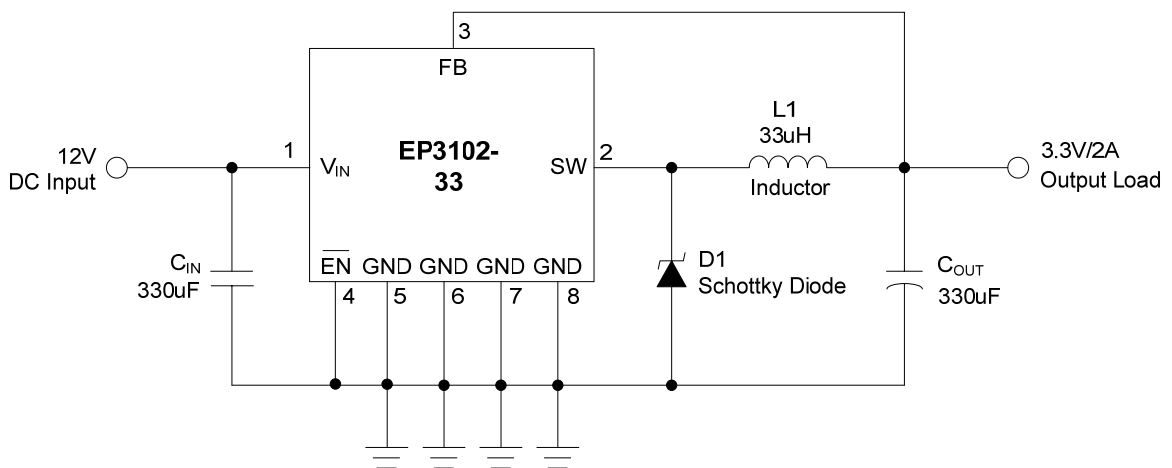 3
FB
L1
33uH
12V
DC Input
1
VIN
EP3102-
33
SW
2
Inductor
3.3V/2A
Output Load
CIN
330uF
EN GND GND GND GND
4 5 6 7 8
D1
Schottky Diode
COUT
330uF